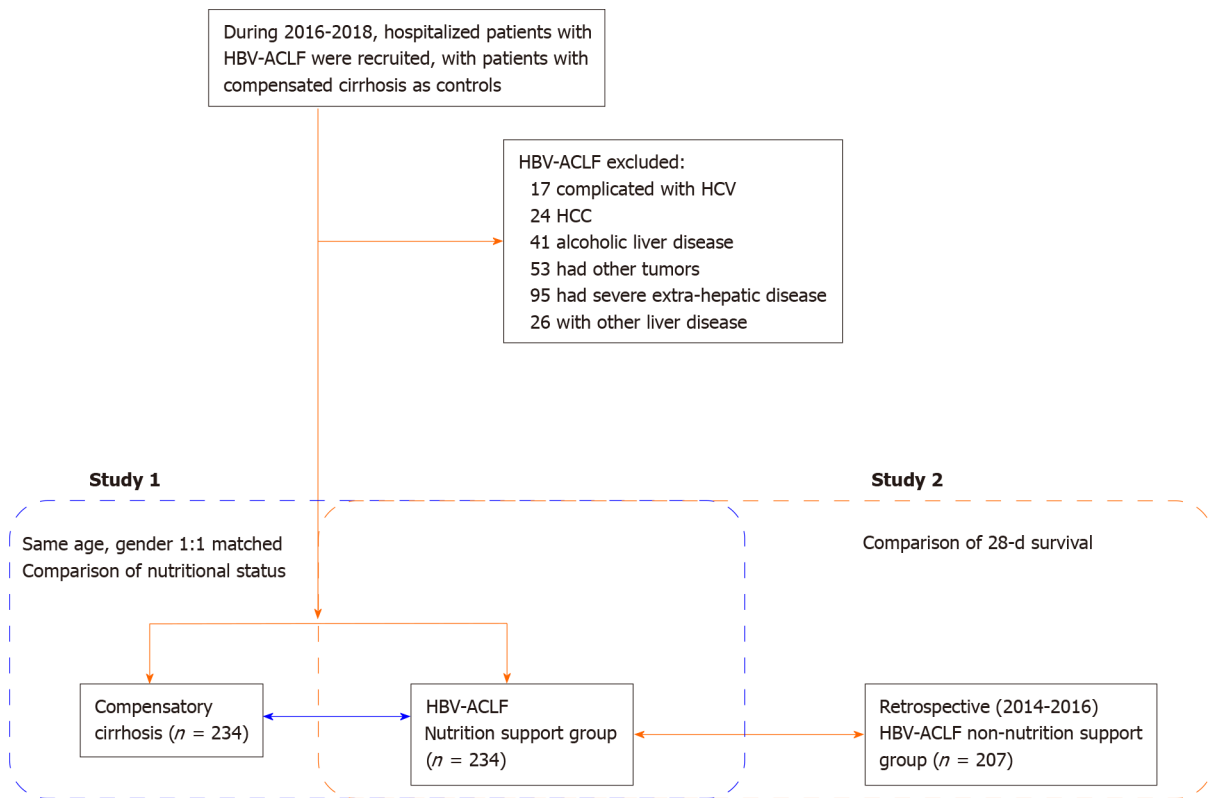 During 2016-2018, hospitalized patients with
HBV-ACLF were recruited, with patients with
compensated cirrhosis as controls
HBV-ACLF excluded:
17 complicated with HCV
24 HCC
41 alcoholic liver disease
53 had other tumors
95 had severe extra-hepatic disease
26 with other liver disease
Study 1
Study 2
Same age, gender 1:1 matched
Comparison of nutritional status
Comparison of 28-d survival
Compensatory
cirrhosis (n = 234)
HBV-ACLF
Nutrition support group
(n = 234)
Retrospective (2014-2016)
HBV-ACLF non-nutrition support
group (n = 207)